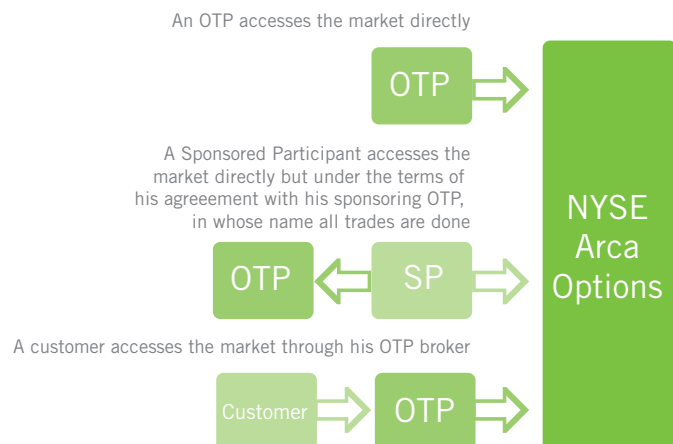 An OTP accesses the market directly
OTP
A Sponsored Participant accesses the
market directly but under the terms of
his agreeement with his sponsoring OTP,
in whose name all trades are done
OTP
SP
NYSE
Arca
Options
A customer accesses the market through his OTP broker
Customer
OTP